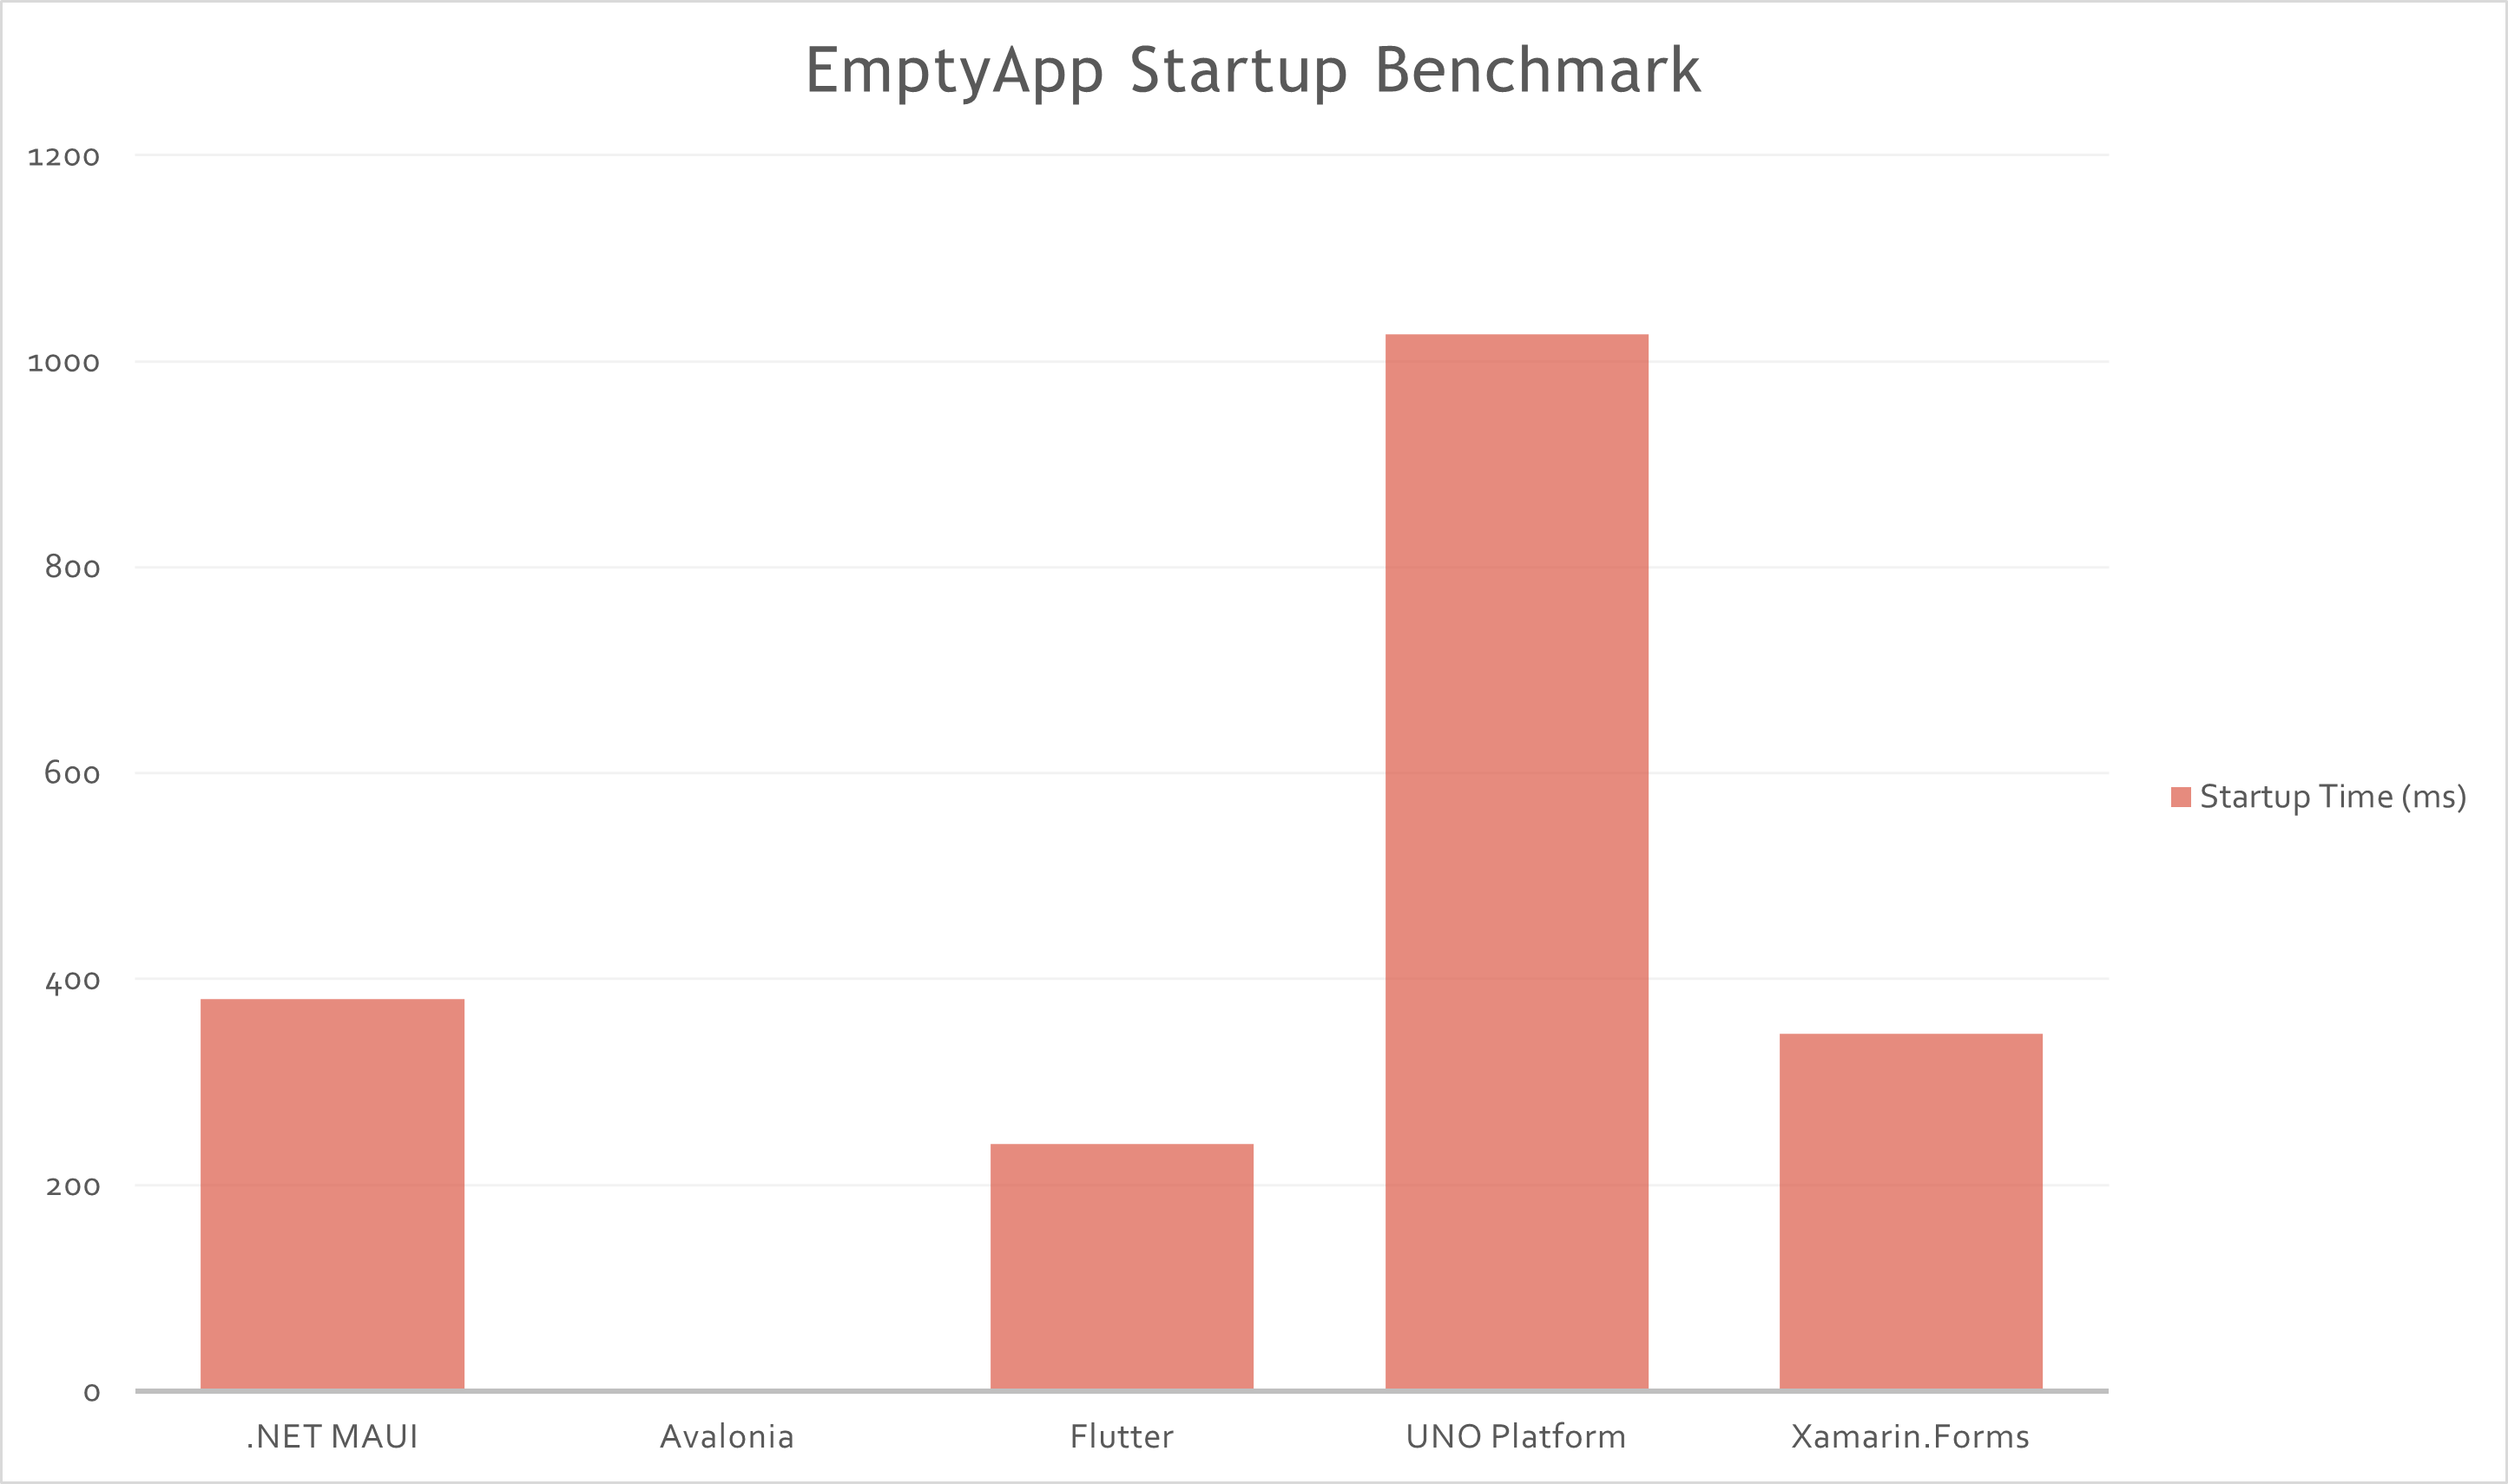 EmptyApp Startup Benchmark
1200
1000
800
600
400
200
0
Startup Time (ms)
.NET MAUI
Avalonia
Flutter
UNO Platform
Xamarin.Forms